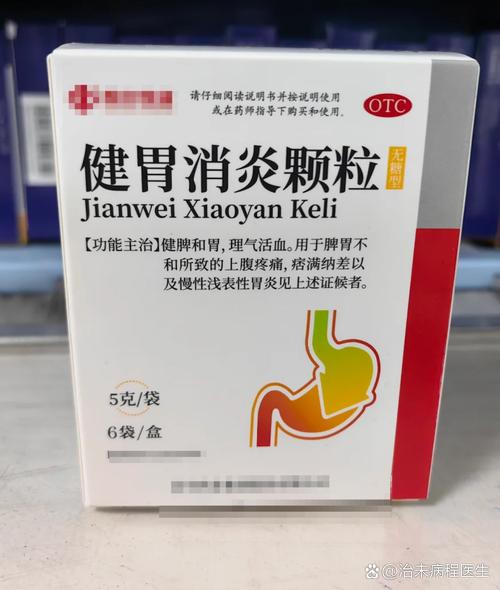 请仔细阅读说明书并按说明使用
或在药师指导下购买和使用。
OTC
健胃消炎颗粒
无糖型
Jianwei Xiaoyan Keli
【功能主治】健脾和胃,理气活血。用于脾胃不
和所致的上腹疼痛,痞满纳差以
及慢性浅表性胃炎见上述证候者。
5克/袋
6袋/盒
治未病程医生